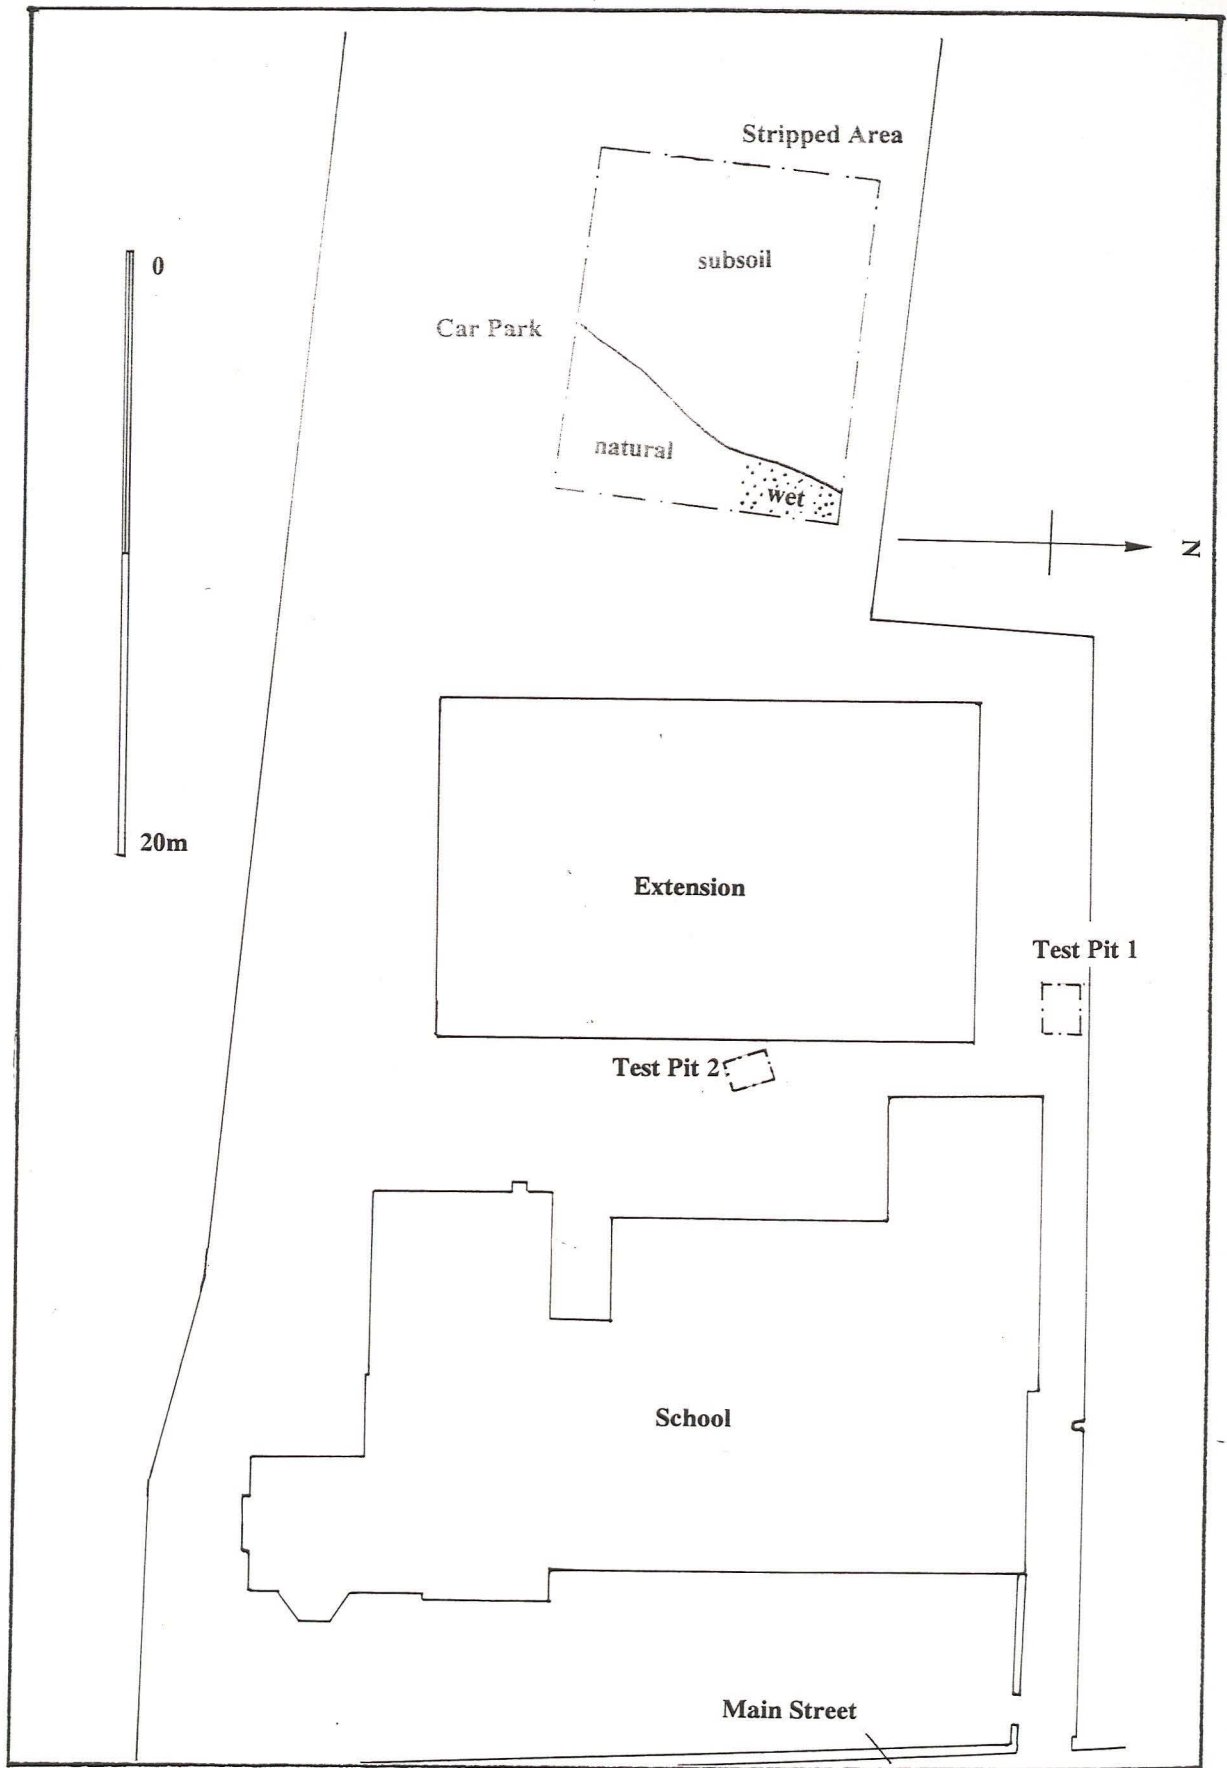 Stripped Area
subsoil
0
Car Park
natural
wet
N
20m
Extension
Test Pit 1
Test Pit 2
School
Main Street